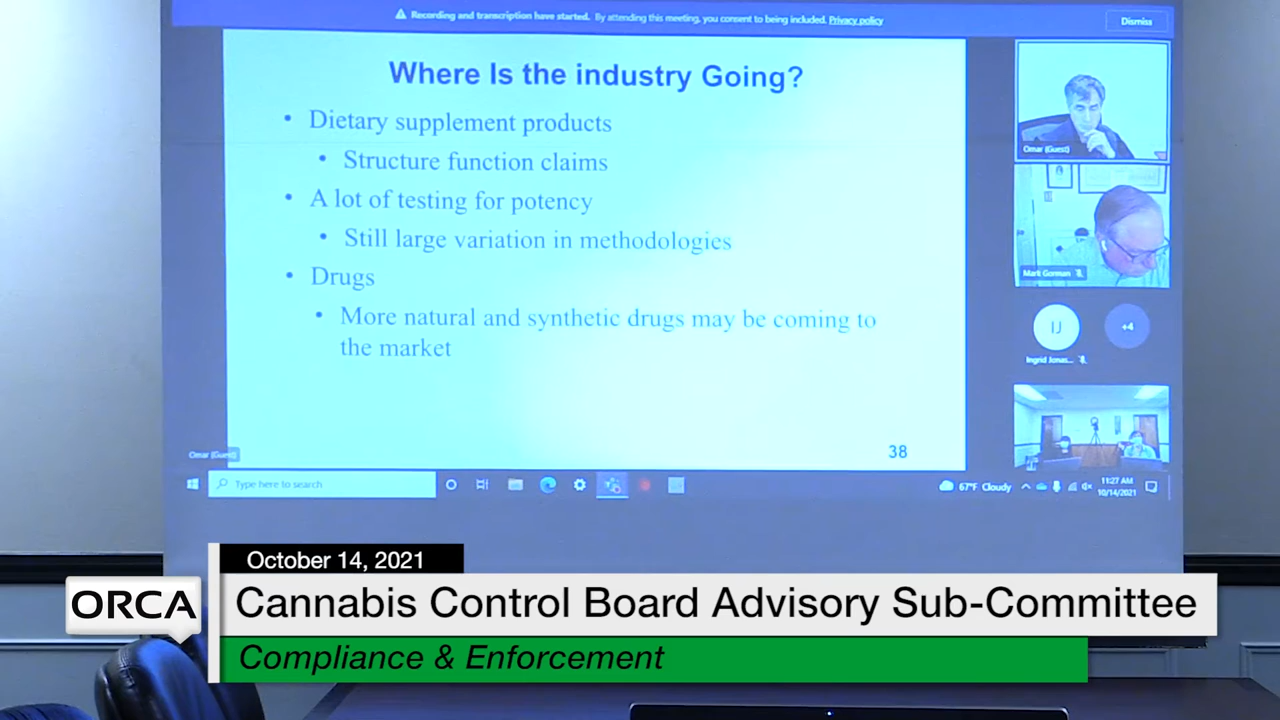 Recording and transcription have started. By attending this meeting, you consent to being included. Privacy policy
Dismiss
Where Is the industry Going?
• Dietary supplement products
• Structure function claims
• A lot of testing for potency
• Still large variation in methodologies
• Drugs
• More natural and synthetic drugs may be coming to
the market
38
Omar (Guest)
Omar (Guest)
Mark Gorman
IJ
+4
Ingrid Jonas...
Type here to search
67°F Cloudy
11:27 AM
10/14/2021
October 14, 2021
ORCA
Cannabis Control Board Advisory Sub-Committee
Compliance & Enforcement